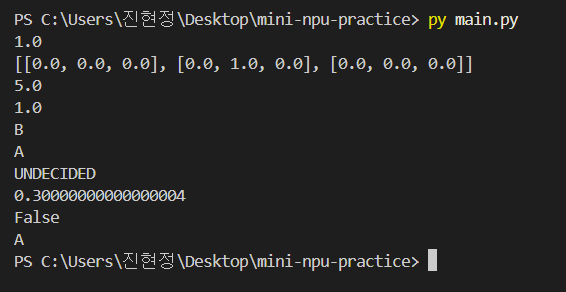 PS C:\Users\진현정\Desktop\mini-npu-practice> py main.py
1.0
[[0.0, 0.0, 0.0], [0.0, 1.0, 0.0], [0.0, 0.0, 0.0]]
5.0
1.0
B
A
UNDECIDED
0.30000000000000004
False
A
PS C:\Users\진현정\Desktop\mini-npu-practice>